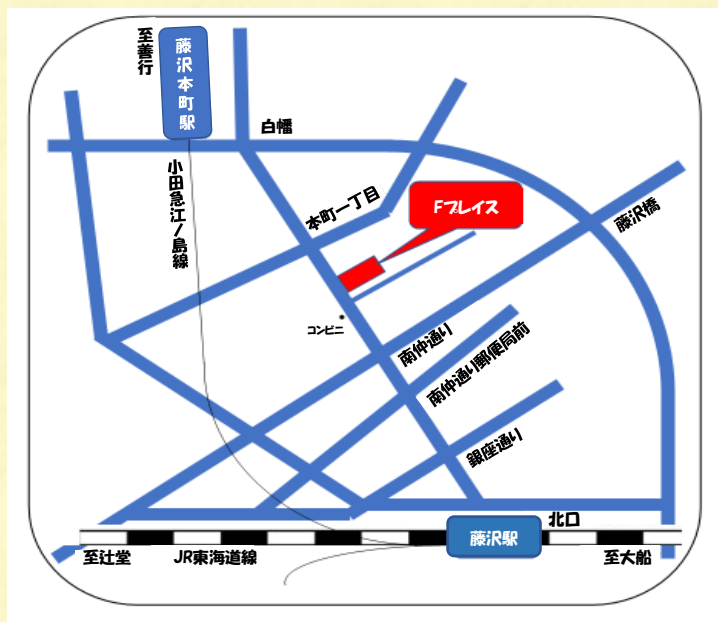 至善行
藤沢本町駅
白幡
小田急江ノ島線
本町一丁目
Fプレイス
藤沢橋
コンビニ
南仲通り
南仲通り郵便局前
銀座通り
北口
藤沢駅
至辻堂
JR東海道線
至大船